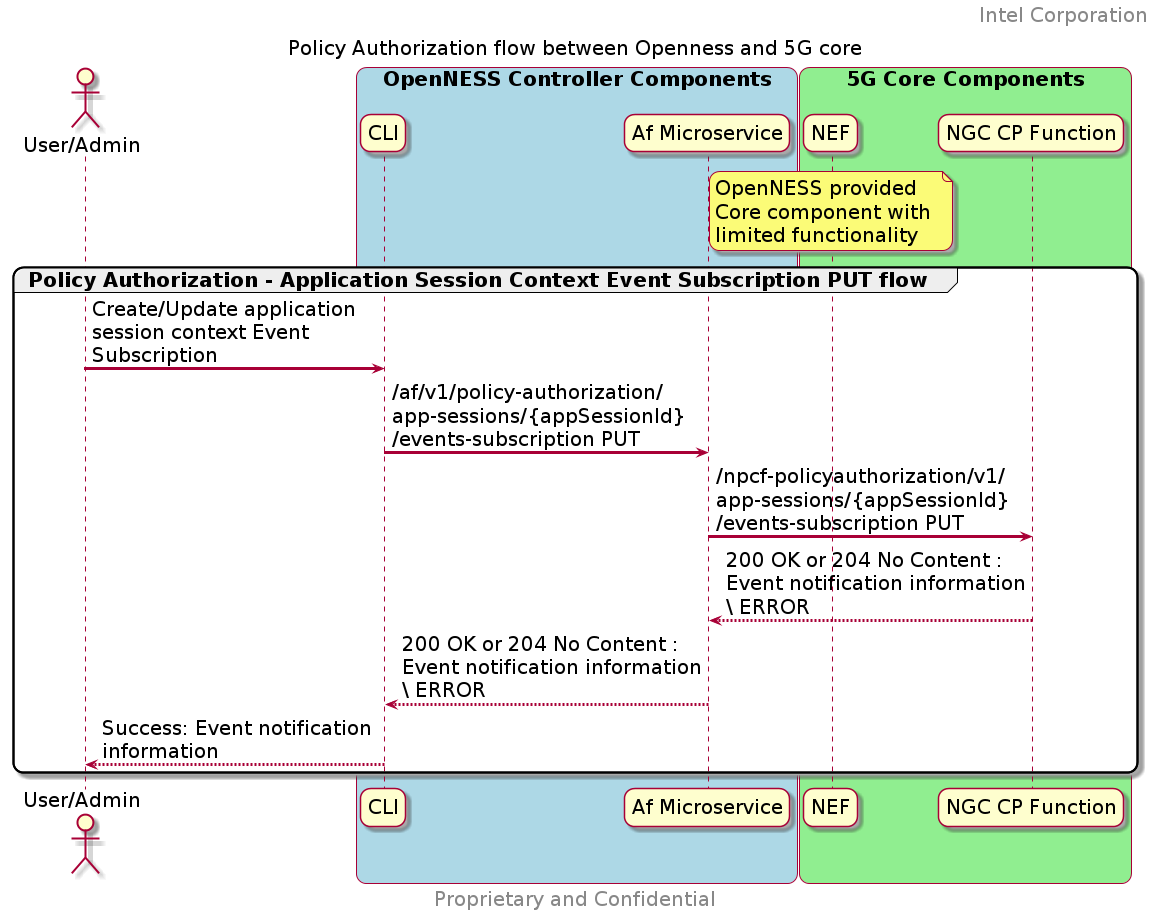 Intel Corporation
Policy Authorization flow between Openness and 5G core
OpenNESS Controller Components
5G Core Components
User/Admin
CLI
Af Microservice
NEF
NGC CP Function
OpenNESS provided
Core component with
limited functionality
Policy Authorization - Application Session Context Event Subscription PUT flow
Create/Update application
session context Event
Subscription
/af/v1/policy-authorization/
app-sessions/{appSessionId}
/events-subscription PUT
/npcf-policyauthorization/v1/
app-sessions/{appSessionId}
/events-subscription PUT
200 OK or 204 No Content :
Event notification information
\ ERROR
200 OK or 204 No Content :
Event notification information
\ ERROR
Success: Event notification
information
User/Admin
CLI
Af Microservice
NEF
NGC CP Function
Proprietary and Confidential